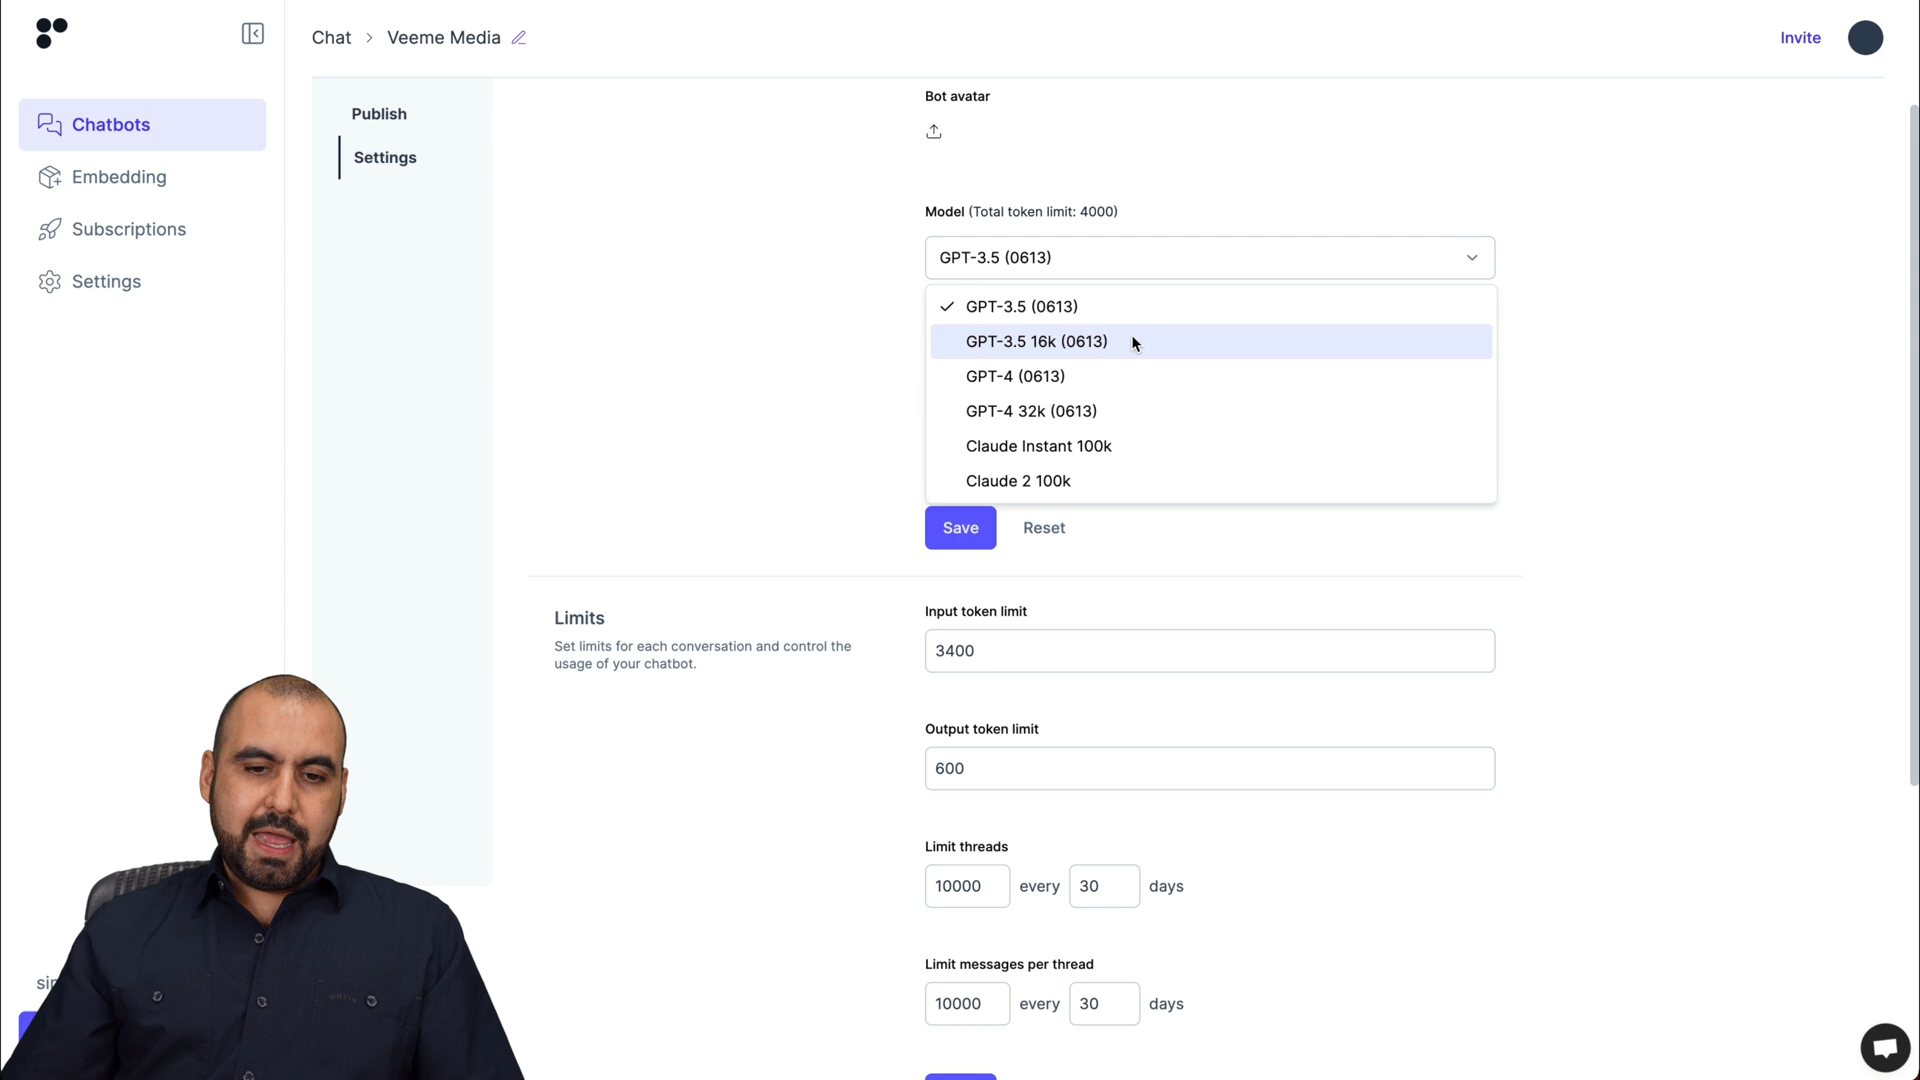 Chat > Veeme Media
Invite
Chatbots
Embedding
Subscriptions
Settings
Publish
Settings
Bot avatar
Model (Total token limit: 4000)
GPT-3.5 (0613)
GPT-3.5 (0613)
GPT-3.5 16k (0613)
GPT-4 (0613)
GPT-4 32k (0613)
Claude Instant 100k
Claude 2 100k
Save Reset
Limits
Set limits for each conversation and control the
usage of your chatbot.
Input token limit
3400
Output token limit
600
Limit threads
10000 every 30 days
Limit messages per thread
10000 every 30 days